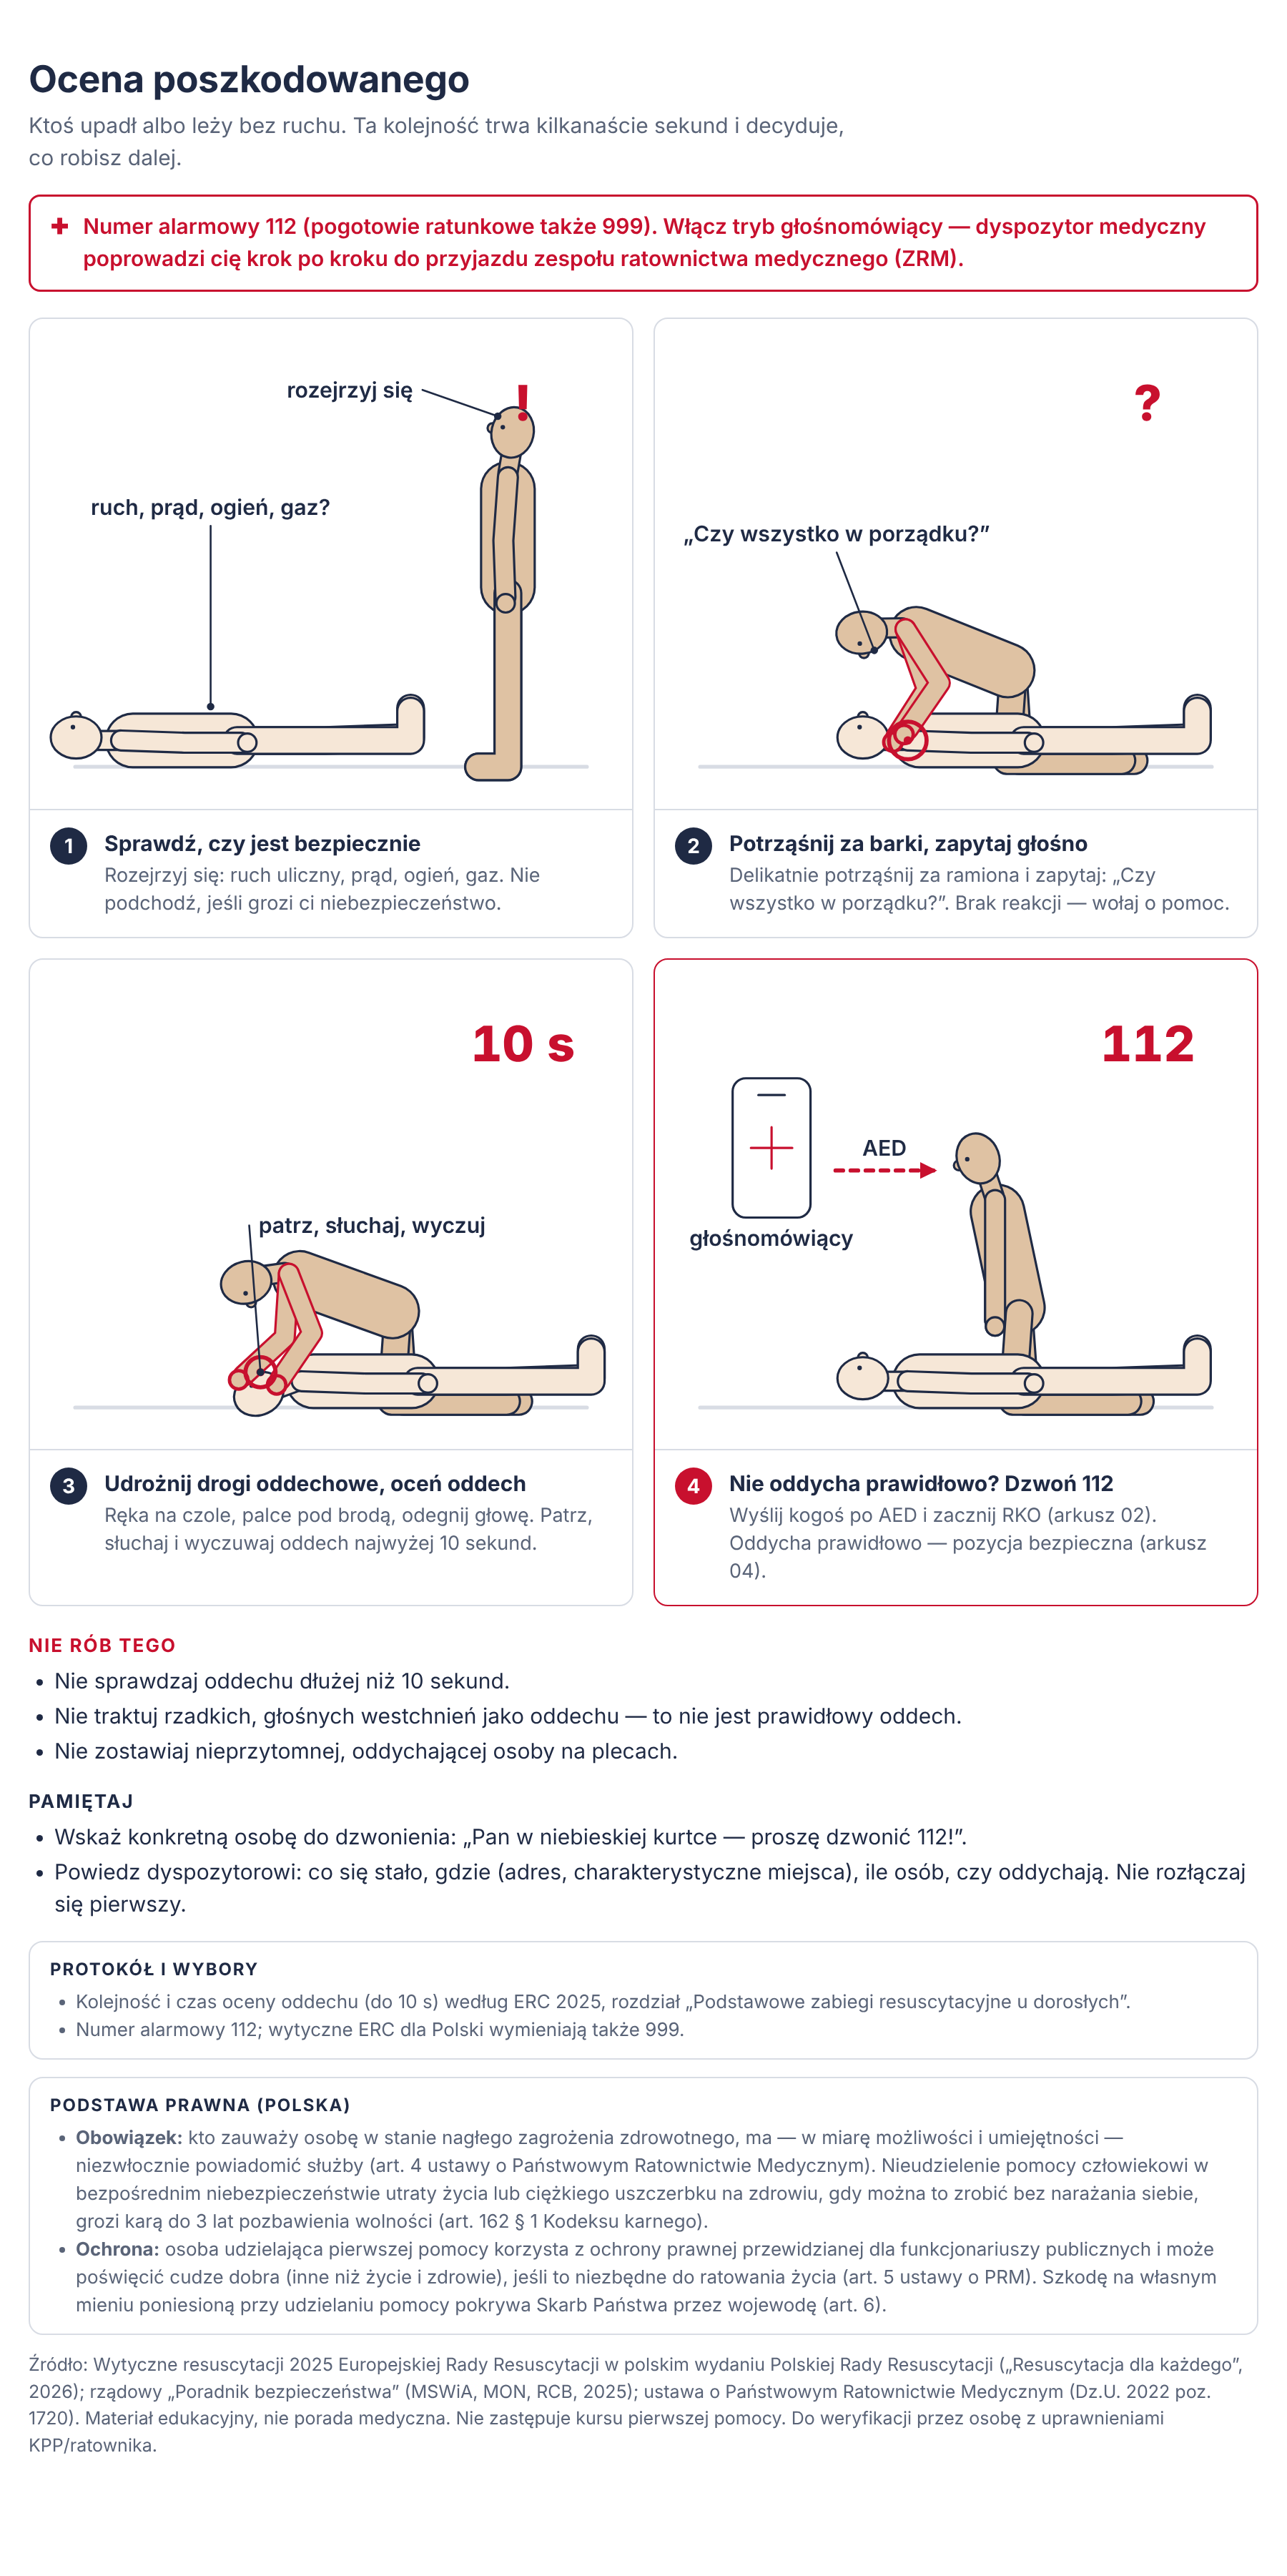 Ocena poszkodowanego
Ktoś upadł albo leży bez ruchu. Ta kolejność trwa kilkanaście sekund i decyduje,
co robisz dalej.
Numer alarmowy 112 (pogotowie ratunkowe także 999). Włącz tryb głośnomówiący — dyspozytor medyczny
poprowadzi cię krok po kroku do przyjazdu zespołu ratownictwa medycznego (ZRM).
rozejrzyj się
!
ruch, prąd, ogień, gaz?
1
Sprawdź, czy jest bezpiecznie
Rozejrzyj się: ruch uliczny, prąd, ogień, gaz. Nie
podchodź, jeśli grozi ci niebezpieczeństwo.
?
„Czy wszystko w porządku?”
2
Potrząśnij za barki, zapytaj głośno
Delikatnie potrząśnij za ramiona i zapytaj: „Czy
wszystko w porządku?”. Brak reakcji — wołaj o pomoc.
10 s
patrz, słuchaj, wyczuj
3
Udrożnij drogi oddechowe, oceń oddech
Ręka na czole, palce pod brodą, odegnij głowę. Patrz,
słuchaj i wyczuwaj oddech najwyżej 10 sekund.
112
AED
głośnomówiący
4
Nie oddycha prawidłowo? Dzwoń 112
Wyślij kogoś po AED i zacznij RKO (arkusz 02).
Oddycha prawidłowo — pozycja bezpieczna (arkusz
04).
NIE RÓB TEGO
• Nie sprawdzaj oddechu dłużej niż 10 sekund.
• Nie traktuj rzadkich, głośnych westchnień jako oddechu — to nie jest prawidłowy oddech.
• Nie zostawiaj nieprzytomnej, oddychającej osoby na plecach.
PAMIĘTAJ
• Wskaż konkretną osobę do dzwonienia: „Pan w niebieskiej kurtce — proszę dzwonić 112!”.
• Powiedz dyspozytorowi: co się stało, gdzie (adres, charakterystyczne miejsca), ile osób, czy oddychają. Nie rozłączaj
się pierwszy.
PROTOKÓŁ I WYBORY
• Kolejność i czas oceny oddechu (do 10 s) według ERC 2025, rozdział „Podstawowe zabiegi resuscytacyjne u dorosłych”.
• Numer alarmowy 112; wytyczne ERC dla Polski wymieniają także 999.
PODSTAWA PRAWNA (POLSKA)
• Obowiązek: kto zauważy osobę w stanie nagłego zagrożenia zdrowotnego, ma — w miarę możliwości i umiejętności —
niezwłocznie powiadomić służby (art. 4 ustawy o Państwowym Ratownictwie Medycznym). Nieudzielenie pomocy człowiekowi w
bezpośrednim niebezpieczeństwie utraty życia lub ciężkiego uszczerbku na zdrowiu, gdy można to zrobić bez narażania siebie,
grozi karą do 3 lat pozbawienia wolności (art. 162 § 1 Kodeksu karnego).
• Ochrona: osoba udzielająca pierwszej pomocy korzysta z ochrony prawnej przewidzianej dla funkcjonariuszy publicznych i może
poświęcić cudze dobra (inne niż życie i zdrowie), jeśli to niezbędne do ratowania życia (art. 5 ustawy o PRM). Szkodę na własnym
mieniu poniesioną przy udzielaniu pomocy pokrywa Skarb Państwa przez wojewodę (art. 6).
Źródło: Wytyczne resuscytacji 2025 Europejskiej Rady Resuscytacji w polskim wydaniu Polskiej Rady Resuscytacji („Resuscytacja dla każdego”,
2026); rządowy „Poradnik bezpieczeństwa” (MSWiA, MON, RCB, 2025); ustawa o Państwowym Ratownictwie Medycznym (Dz.U. 2022 poz.
1720). Materiał edukacyjny, nie porada medyczna. Nie zastępuje kursu pierwszej pomocy. Do weryfikacji przez osobę z uprawnieniami
KPP/ratownika.